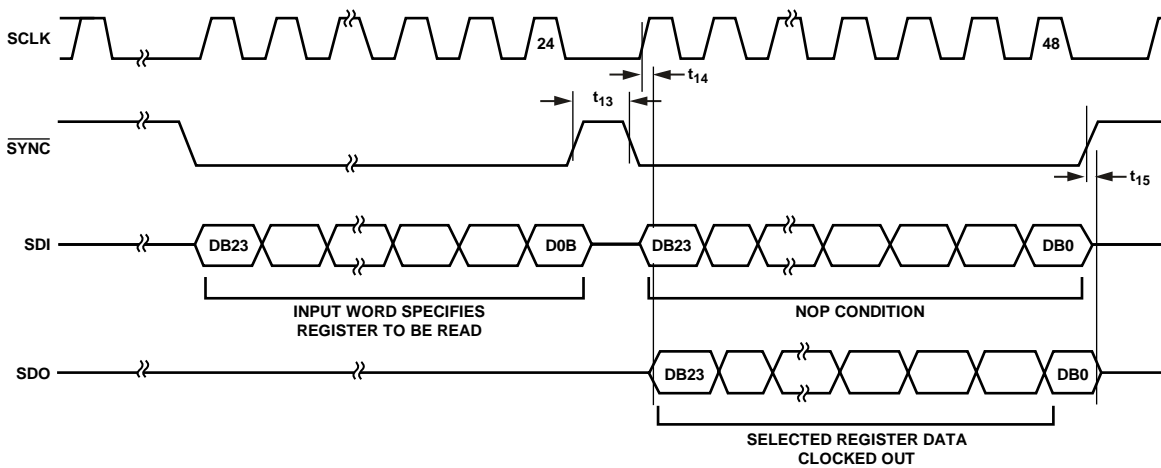 SCLK
24
48
t14
t13
SYNC
t15
SDI
DB23
D0B
DB23
DB0
INPUT WORD SPECIFIES
REGISTER TO BE READ
NOP CONDITION
SDO
DB23
DB0
SELECTED REGISTER DATA
CLOCKED OUT